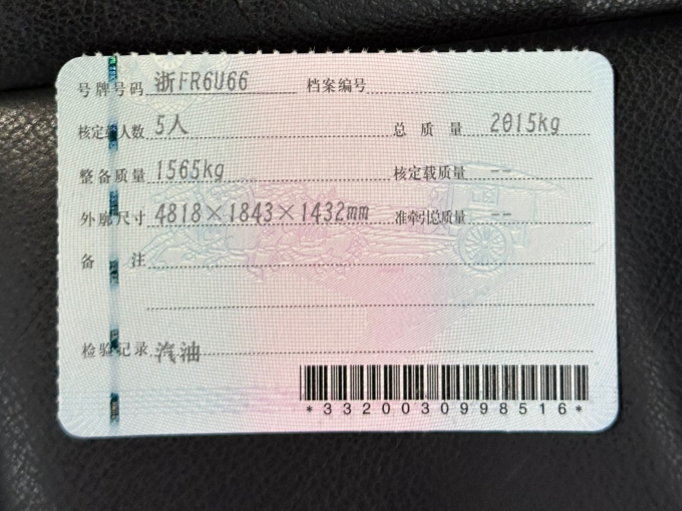 号牌号码 浙FR6U66 档案编号
核定载人数 5人 总质量 2015kg
整备质量 1565kg 核定载质量 --
外廓尺寸 4818×1843×1432mm 准牵引总质量 --
备注
检验记录 汽油
*3320030998516*